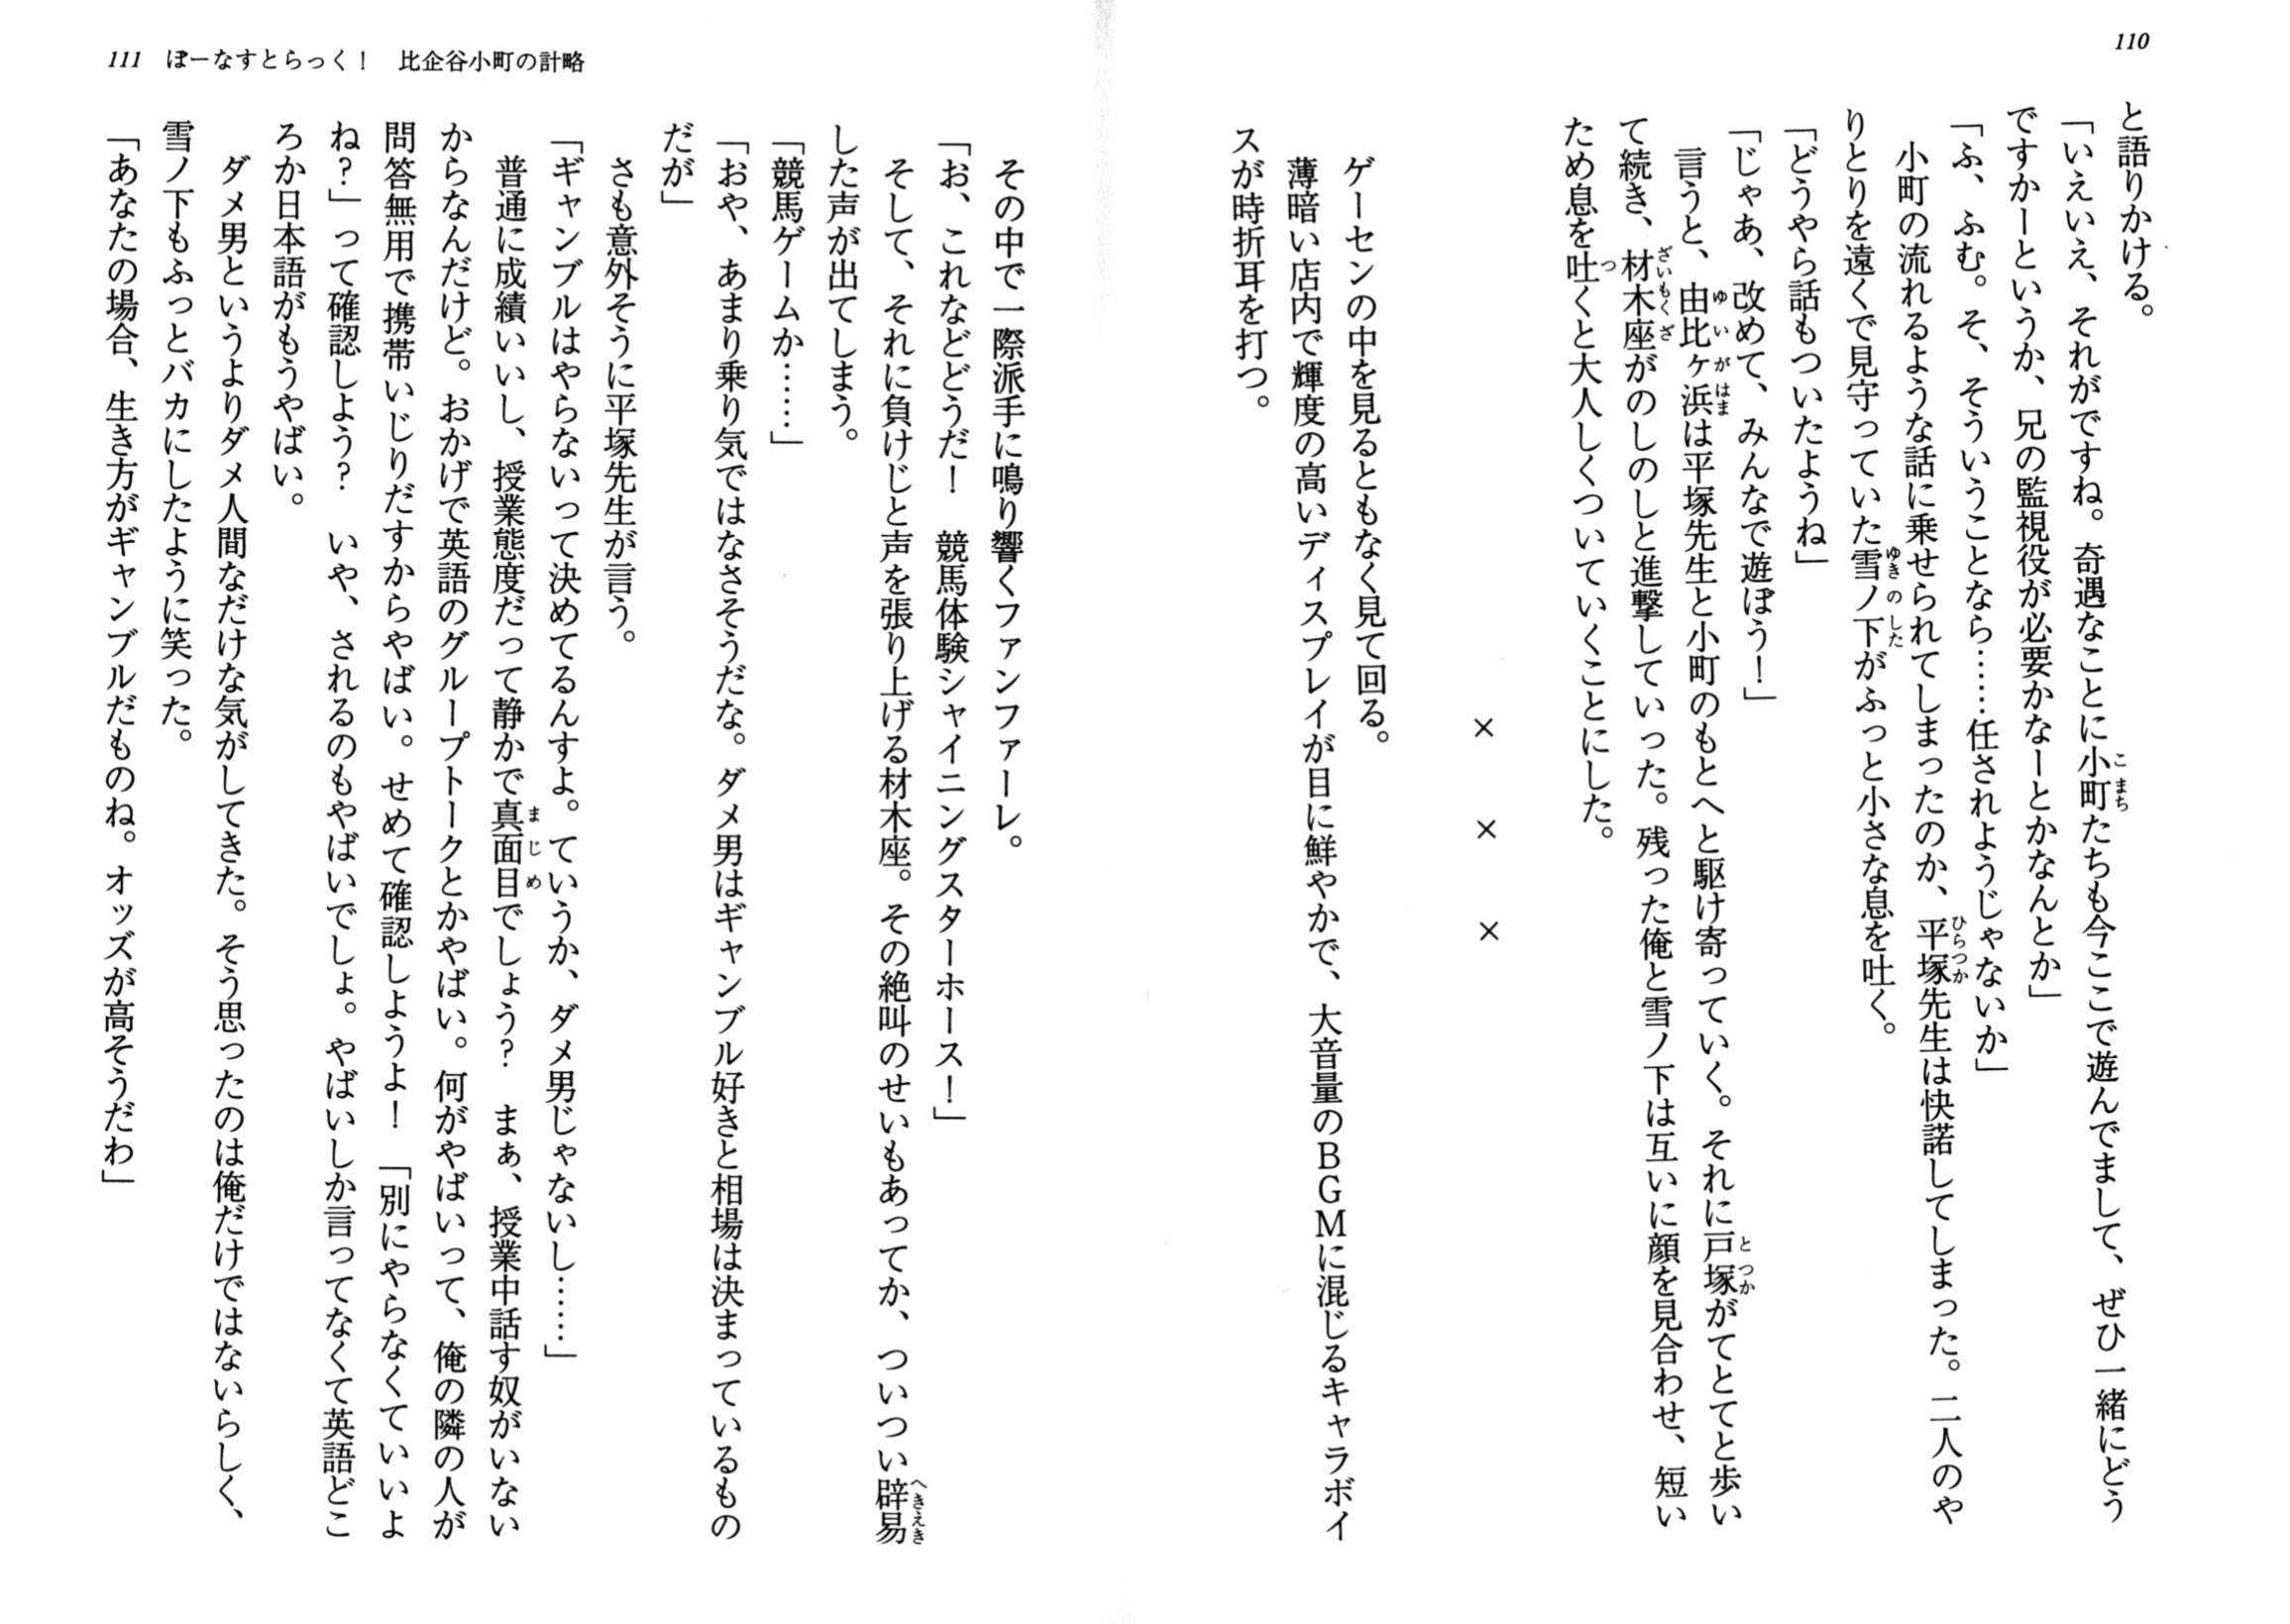 110
と語りかける。
「いえいえ、それがですね。奇遇なことに小町たちも今ここで遊んでまして、ぜひ一緒にどう
ですかーというか、兄の監視役が必要かなーとかなんとか」
「ふ、ふむ。そ、そういうことなら……任されようじゃないか」
　小町の流れるような話に乗せられてしまったのか、平塚先生は快諾してしまった。二人のや
りとりを遠くで見守っていた雪ノ下がふっと小さな息を吐く。
「どうやら話もついたようね」
「じゃあ、改めて、みんなで遊ぼう！」
　言うと、由比ヶ浜は平塚先生と小町のもとへと駆け寄っていく。それに戸塚がてとてと歩い
て続き、材木座がのしのしと進撃していった。残った俺と雪ノ下は互いに顔を見合わせ、短い
ため息を吐くと大人しくついていくことにした。
×　×　×
　ゲーセンの中を見るともなく見て回る。
　薄暗い店内で輝度の高いディスプレイが目に鮮やかで、大音量のBGMに混じるキャラボイ
スが時折耳を打つ。
111　ぼーなすとらっく！　比企谷小町の計略
　その中で一際派手に鳴り響くファンファーレ。
「お、これなどどうだ！　競馬体験シャイニングスターホース！」
　そして、それに負けじと声を張り上げる材木座。その絶叫のせいもあってか、ついつい辟易
した声が出てしまう。
「競馬ゲームか……」
「おや、あまり乗り気ではなさそうだな。ダメ男はギャンブル好きと相場は決まっているもの
だが」
　さも意外そうに平塚先生が言う。
「ギャンブルはやらないって決めてるんすよ。ていうか、ダメ男じゃないし……」
　普通に成績いいし、授業態度だって静かで真面目でしょう？　まぁ、授業中話す奴がいない
からなんだけど。おかげで英語のグループトークとかやばい。何がやばいって、俺の隣の人が
問答無用で携帯いじりだすからやばい。せめて確認しようよ！　「別にやらなくていいよ
ね？」って確認しよう？　いや、されるのもやばいでしょ。やばいしか言ってなくて英語どこ
ろか日本語がもうやばい。
　ダメ男というよりダメ人間なだけな気がしてきた。そう思ったのは俺だけではないらしく、
雪ノ下もふっとバカにしたように笑った。
「あなたの場合、生き方がギャンブルだものね。オッズが高そうだわ」